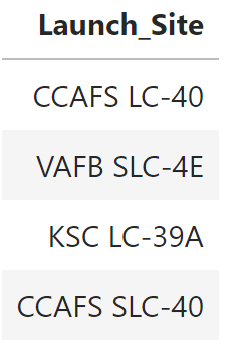 Launch_Site
CCAFS LC-40
VAFB SLC-4E
KSC LC-39A
CCAFS SLC-40